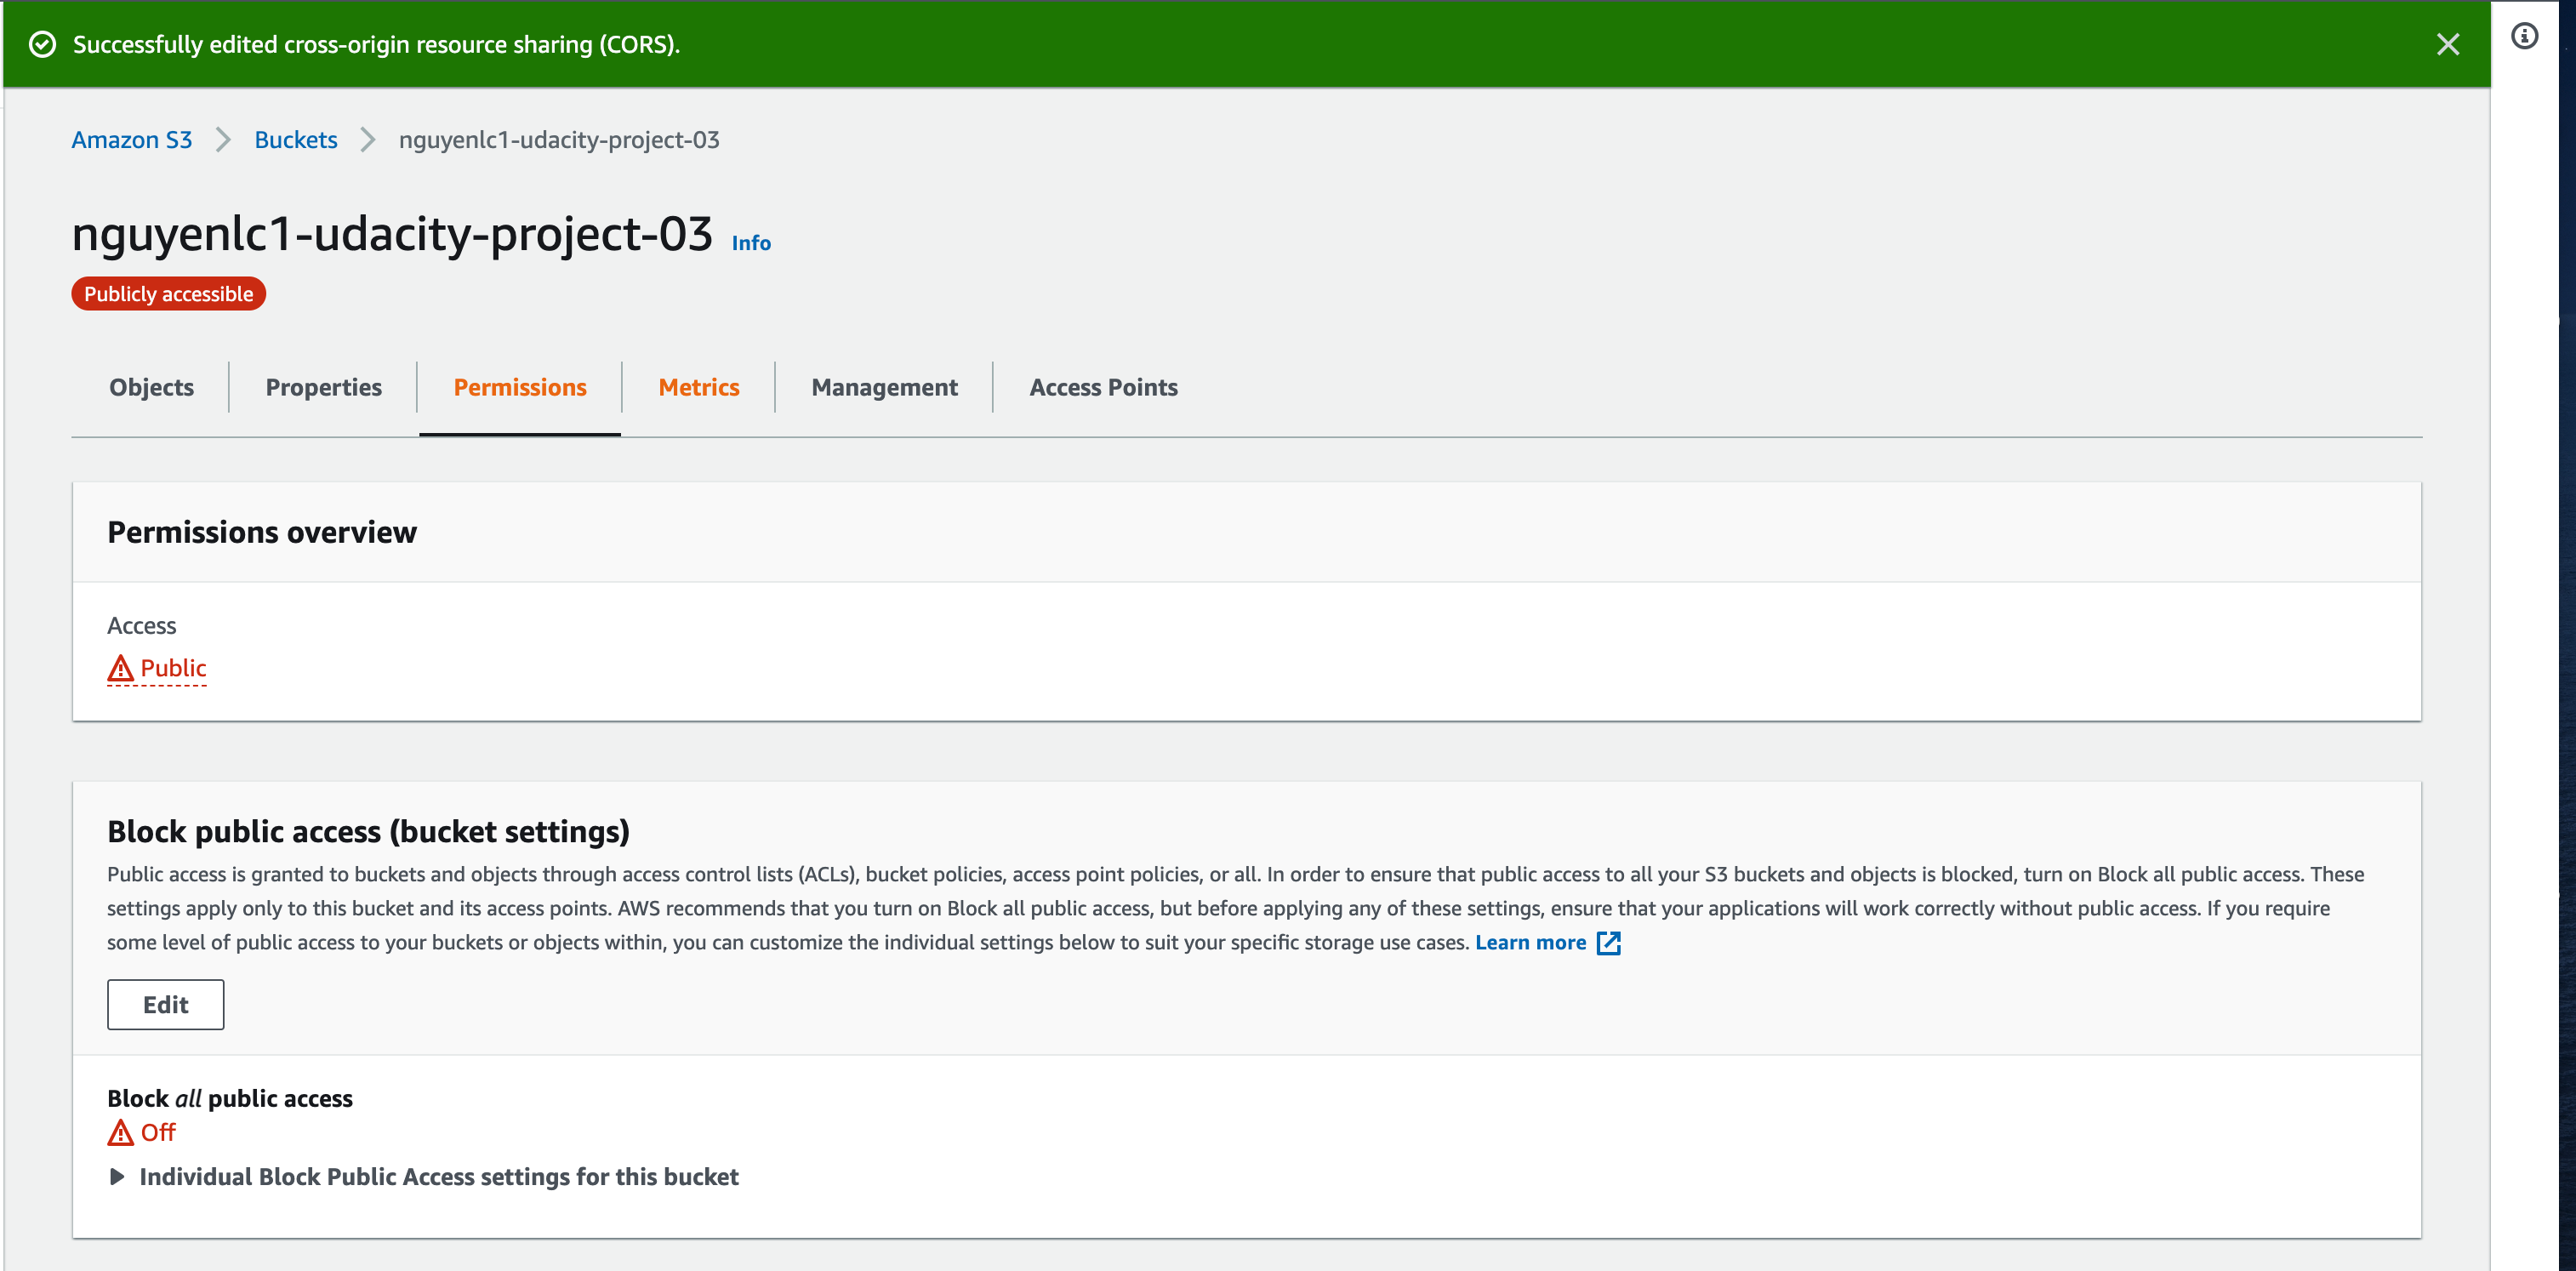 Successfully edited cross-origin resource sharing (CORS).
Amazon S3 Buckets nguyenlc1-udacity-project-03
nguyenlc1-udacity-project-03 Info
Publicly accessible
Objects Properties Permissions Metrics Management Access Points
Permissions overview
Access
Public
Block public access (bucket settings)
Public access is granted to buckets and objects through access control lists (ACLs), bucket policies, access point policies, or all. In order to ensure that public access to all your S3 buckets and objects is blocked, turn on Block all public access. These
settings apply only to this bucket and its access points. AWS recommends that you turn on Block all public access, but before applying any of these settings, ensure that your applications will work correctly without public access. If you require
some level of public access to your buckets or objects within, you can customize the individual settings below to suit your specific storage use cases. Learn more
Edit
Block all public access
Off
Individual Block Public Access settings for this bucket